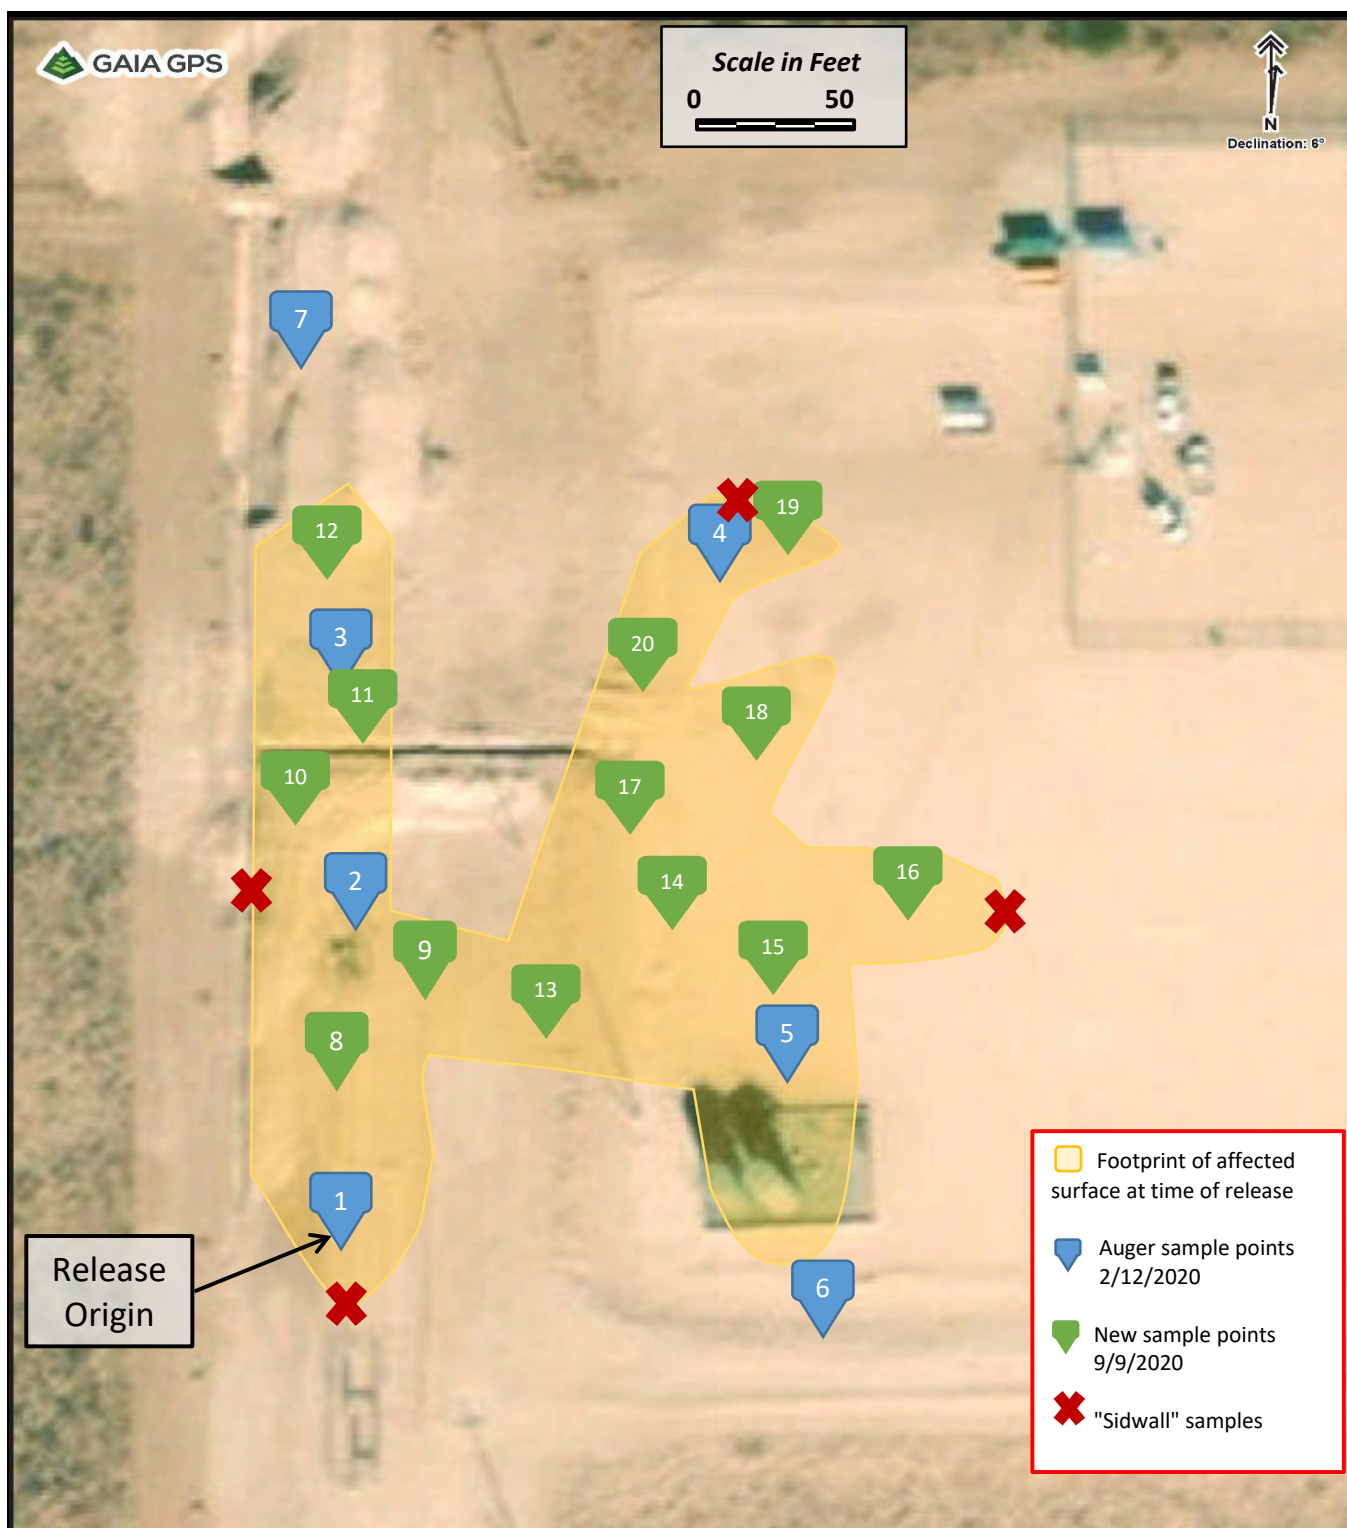 GAIA GPS
Scale in Feet
0 50
N
Declination: 6°
7
12
4
19
3
20
11
18
10
17
2
14
16
9
15
13
8
5
1
Release
Origin
6
Footprint of affected
surface at time of release
Auger sample points
2/12/2020
New sample points
9/9/2020
"Sidwall" samples